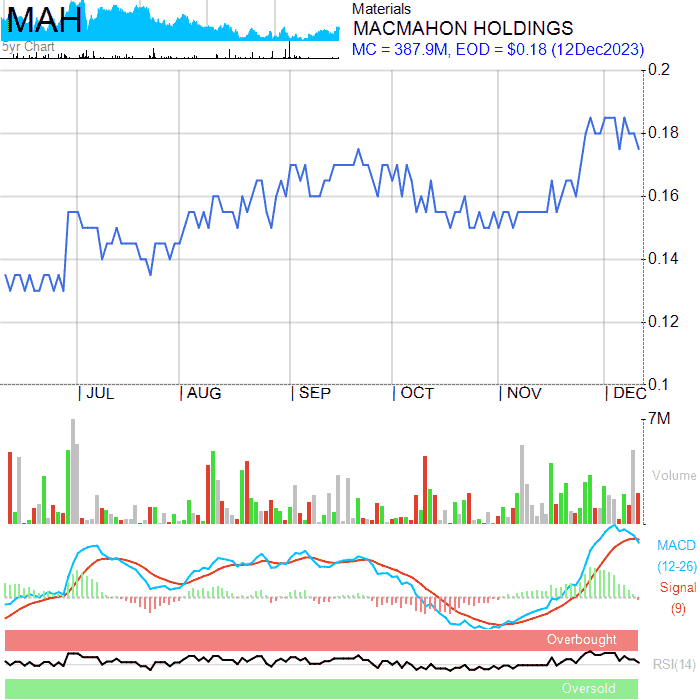 MAH
5yr Chart
Materials
MACMAHON HOLDINGS
MC = 387.9M, EOD = $0.18 (12Dec2023)
0.2
0.18
0.16
0.14
0.12
0.1
| JUL | AUG | SEP | OCT | NOV | DEC
7M
Volume
MACD
(12-26)
Signal
(9)
Overbought
RSI(14)
Oversold